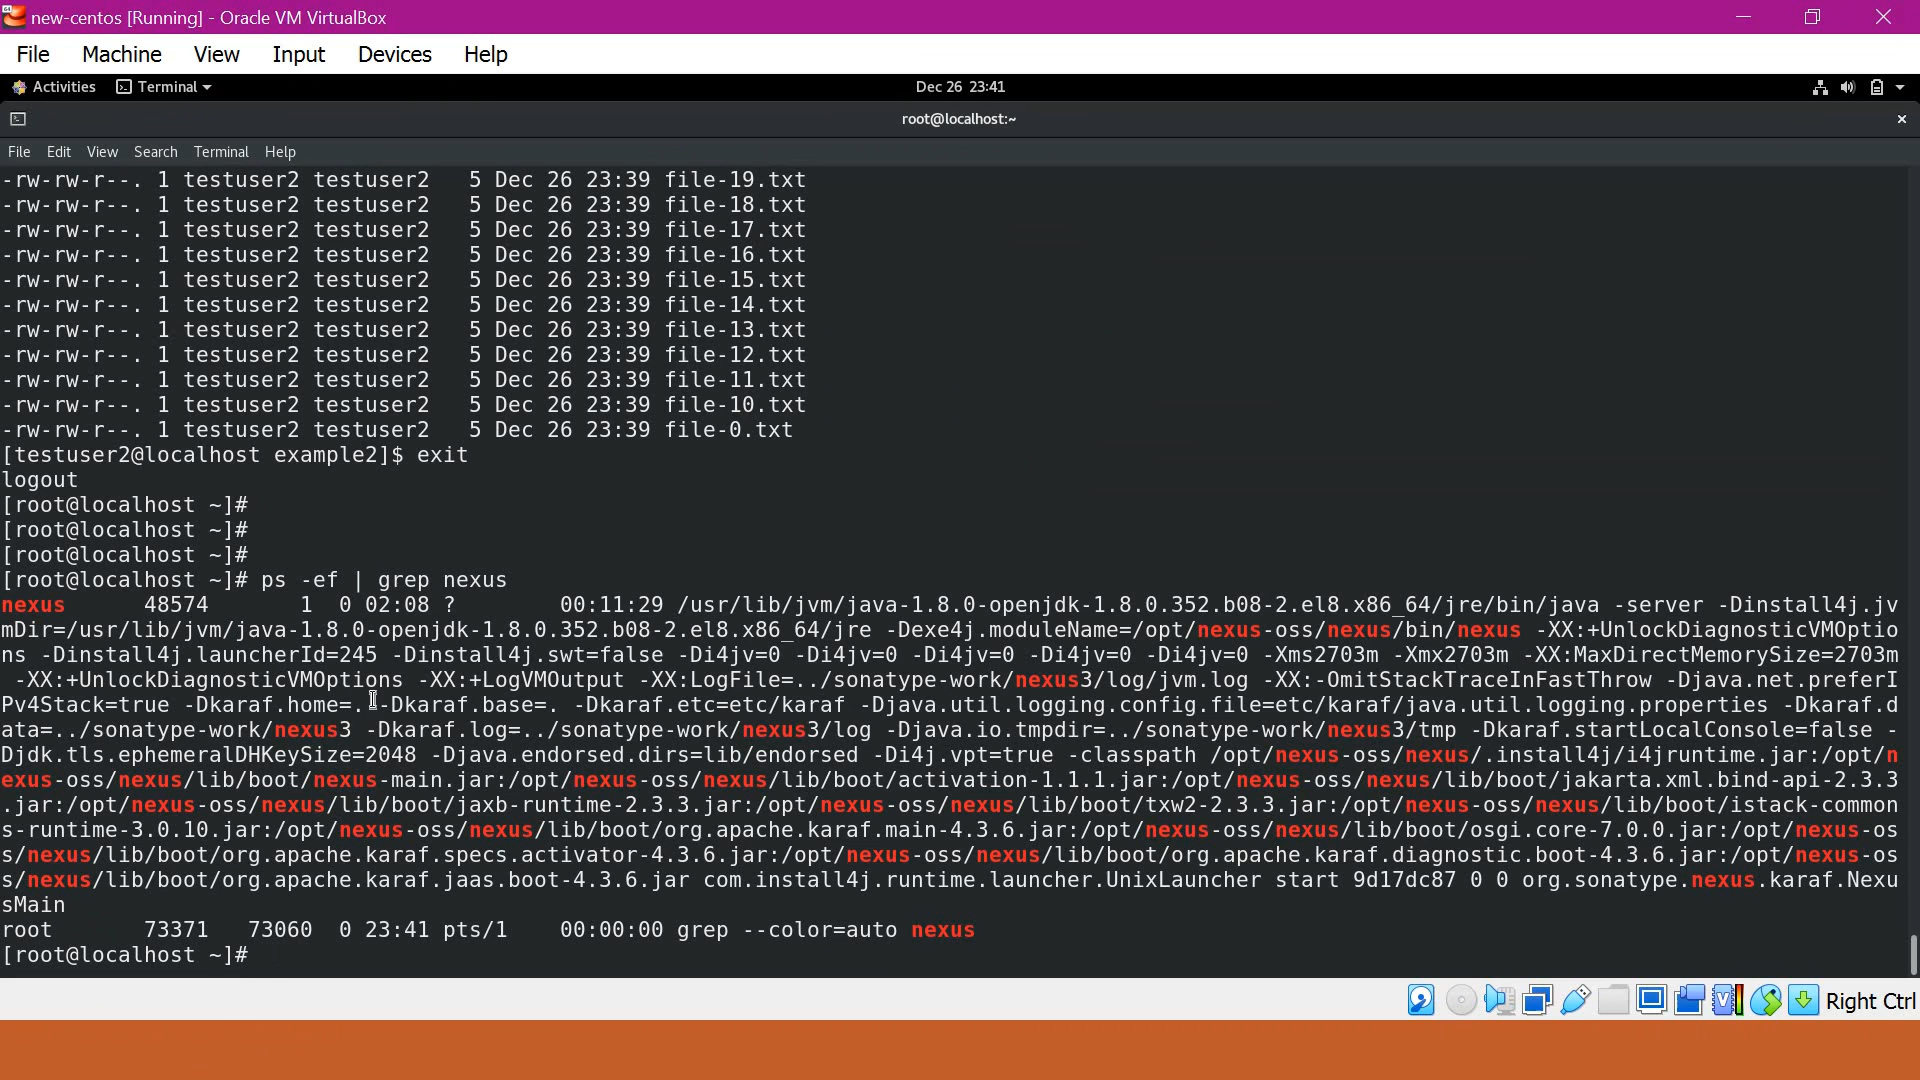 new-centos [Running] - Oracle VM VirtualBox
File Machine View Input Devices Help
Activities Terminal Dec 26 23:41
root@localhost:~
File Edit View Search Terminal Help
-rw-rw-r--. 1 testuser2 testuser2   5 Dec 26 23:39 file-19.txt
-rw-rw-r--. 1 testuser2 testuser2   5 Dec 26 23:39 file-18.txt
-rw-rw-r--. 1 testuser2 testuser2   5 Dec 26 23:39 file-17.txt
-rw-rw-r--. 1 testuser2 testuser2   5 Dec 26 23:39 file-16.txt
-rw-rw-r--. 1 testuser2 testuser2   5 Dec 26 23:39 file-15.txt
-rw-rw-r--. 1 testuser2 testuser2   5 Dec 26 23:39 file-14.txt
-rw-rw-r--. 1 testuser2 testuser2   5 Dec 26 23:39 file-13.txt
-rw-rw-r--. 1 testuser2 testuser2   5 Dec 26 23:39 file-12.txt
-rw-rw-r--. 1 testuser2 testuser2   5 Dec 26 23:39 file-11.txt
-rw-rw-r--. 1 testuser2 testuser2   5 Dec 26 23:39 file-10.txt
-rw-rw-r--. 1 testuser2 testuser2   5 Dec 26 23:39 file-0.txt
[testuser2@localhost example2]$ exit
logout
[root@localhost ~]#
[root@localhost ~]#
[root@localhost ~]#
[root@localhost ~]# ps -ef | grep nexus
nexus      48574       1  0 02:08 ?        00:11:29 /usr/lib/jvm/java-1.8.0-openjdk-1.8.0.352.b08-2.el8.x86_64/jre/bin/java -server -Dinstall4j.jv
mDir=/usr/lib/jvm/java-1.8.0-openjdk-1.8.0.352.b08-2.el8.x86_64/jre -Dexe4j.moduleName=/opt/nexus-oss/nexus/bin/nexus -XX:+UnlockDiagnosticVMOptio
ns -Dinstall4j.launcherId=245 -Dinstall4j.swt=false -Di4jv=0 -Di4jv=0 -Di4jv=0 -Di4jv=0 -Di4jv=0 -Xms2703m -Xmx2703m -XX:MaxDirectMemorySize=2703m
 -XX:+UnlockDiagnosticVMOptions -XX:+LogVMOutput -XX:LogFile=../sonatype-work/nexus3/log/jvm.log -XX:-OmitStackTraceInFastThrow -Djava.net.preferI
Pv4Stack=true -Dkaraf.home=. -Dkaraf.base=. -Dkaraf.etc=etc/karaf -Djava.util.logging.config.file=etc/karaf/java.util.logging.properties -Dkaraf.d
ata=../sonatype-work/nexus3 -Dkaraf.log=../sonatype-work/nexus3/log -Djava.io.tmpdir=../sonatype-work/nexus3/tmp -Dkaraf.startLocalConsole=false -
Djdk.tls.ephemeralDHKeySize=2048 -Djava.endorsed.dirs=lib/endorsed -Di4j.vpt=true -classpath /opt/nexus-oss/nexus/.install4j/i4jruntime.jar:/opt/n
exus-oss/nexus/lib/boot/nexus-main.jar:/opt/nexus-oss/nexus/lib/boot/activation-1.1.1.jar:/opt/nexus-oss/nexus/lib/boot/jakarta.xml.bind-api-2.3.3
.jar:/opt/nexus-oss/nexus/lib/boot/jaxb-runtime-2.3.3.jar:/opt/nexus-oss/nexus/lib/boot/txw2-2.3.3.jar:/opt/nexus-oss/nexus/lib/boot/istack-common
s-runtime-3.0.10.jar:/opt/nexus-oss/nexus/lib/boot/org.apache.karaf.main-4.3.6.jar:/opt/nexus-oss/nexus/lib/boot/osgi.core-7.0.0.jar:/opt/nexus-os
s/nexus/lib/boot/org.apache.karaf.specs.activator-4.3.6.jar:/opt/nexus-oss/nexus/lib/boot/org.apache.karaf.diagnostic.boot-4.3.6.jar:/opt/nexus-os
s/nexus/lib/boot/org.apache.karaf.jaas.boot-4.3.6.jar com.install4j.runtime.launcher.UnixLauncher start 9d17dc87 0 0 org.sonatype.nexus.karaf.Nexu
sMain
root       73371   73060  0 23:41 pts/1    00:00:00 grep --color=auto nexus
[root@localhost ~]#
Right Ctrl